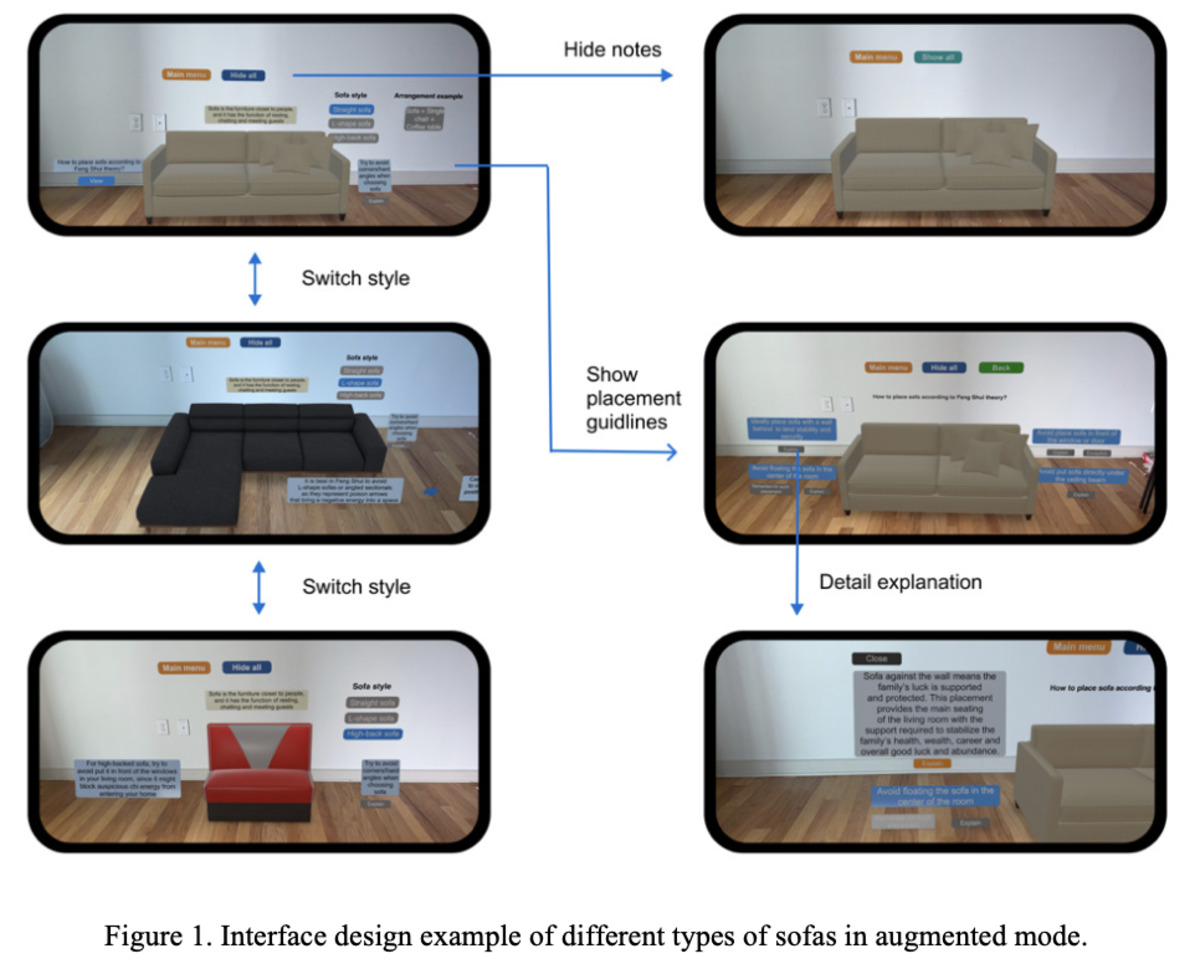 Main menu
Hide all
Sofa is the furniture closet to people,
and it has the function of resting,
chatting and meeting guests
Sofa style
Straight sofa
L-shape sofa
High-back sofa
Arrangement example
Sofa + Single
chair +
Coffee table
How to place sofa according to
Feng Shui theory?
View
Try to avoid
corners/hard
angles when
choosing
sofa
Explain
Hide notes
Main menu
Show all
Switch style
Main menu
Hide all
Sofa style
Straight sofa
L-shape sofa
High-back sofa
Sofa is the furniture closet to people,
and it has the function of resting,
chatting and meeting guests
Try to avoid
corners/hard
angles when
choosing
sofa
It is best in Feng Shui to avoid
L-shape sofas or angled sectionals,
as they represent poison arrows
that bring a negative energy into a space
Show
placement
guidlines
Main menu
Hide all
Back
How to place sofa according to Feng Shui theory?
Ideally place sofa with a wall
behind to lend stability and
security
Avoid floating the sofa in the
center of the room
Explain
Avoid place sofa in front of
the window or door
Avoid put sofa directly under
the ceiling beam
Explain
Switch style
Main menu
Hide all
Sofa is the furniture closet to people,
and it has the function of resting,
chatting and meeting guests
Sofa style
Straight sofa
L-shape sofa
High-back sofa
For high-backed sofa, try to
avoid put it in front of the windows
in your living room, since it might
block auspicious chi energy from
entering your home
Try to avoid
corners/hard
angles when
choosing
sofa
Explain
Detail explanation
Close
Main menu
Sofa against the wall means the
family's luck is supported
and protected. This placement
provides the main seating
of the living room with the
support required to stabilize the
family's health, wealth, career and
overall good luck and abundance.
How to place sofa according
Explain
Avoid floating the sofa in the
center of the room
Explain
Figure 1. Interface design example of different types of sofas in augmented mode.